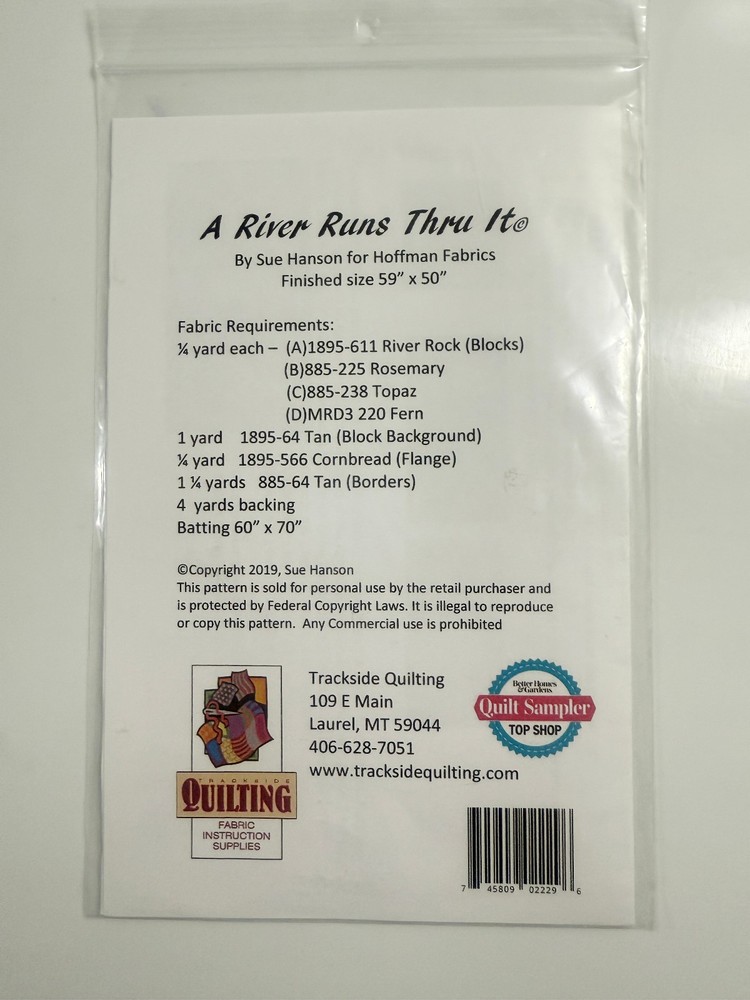 A River Runs Thru It©
By Sue Hanson for Hoffman Fabrics
Finished size 59” x 50”
Fabric Requirements:
¼ yard each – (A)1895-611 River Rock (Blocks)
(B)885-225 Rosemary
(C)885-238 Topaz
(D)MRD3 220 Fern
1 yard 1895-64 Tan (Block Background)
¼ yard 1895-566 Cornbread (Flange)
1 ¼ yards 885-64 Tan (Borders)
4 yards backing
Batting 60” x 70”
©Copyright 2019, Sue Hanson
This pattern is sold for personal use by the retail purchaser and
is protected by Federal Copyright Laws. It is illegal to reproduce
or copy this pattern. Any Commercial use is prohibited
Trackside Quilting
109 E Main
Laurel, MT 59044
406-628-7051
www.tracksidequilting.com
TRACKSIDE
QUILTING
FABRIC
INSTRUCTION
SUPPLIES
Better Homes
& Gardens
Quilt Sampler
TOP SHOP
7 45809 02229 6